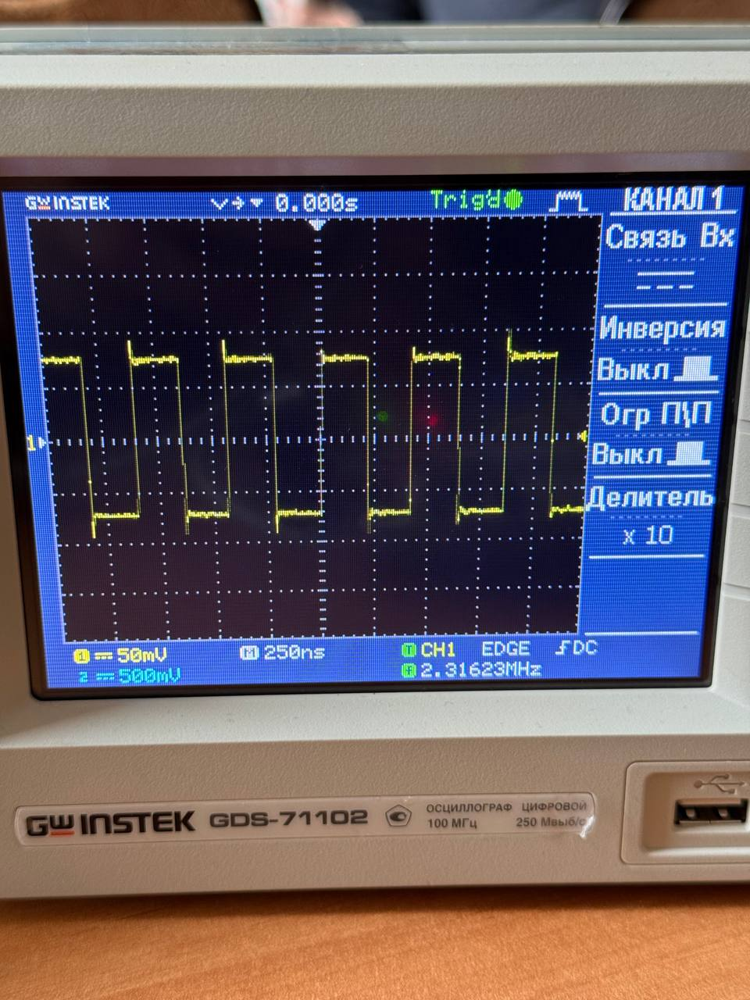 GW INSTEK 0.000s Trig'd КАНАЛ 1
Связь Вх
Инверсия
Выкл
Огр П\П
Выкл
Делитель
x 10
1
1 50mV M 250ns T CH1 EDGE DC
2 500mV F 2.31623MHz
GW INSTEK GDS-71102 ОСЦИЛЛОГРАФ ЦИФРОВОЙ
100 МГц 250 Мвыб/с